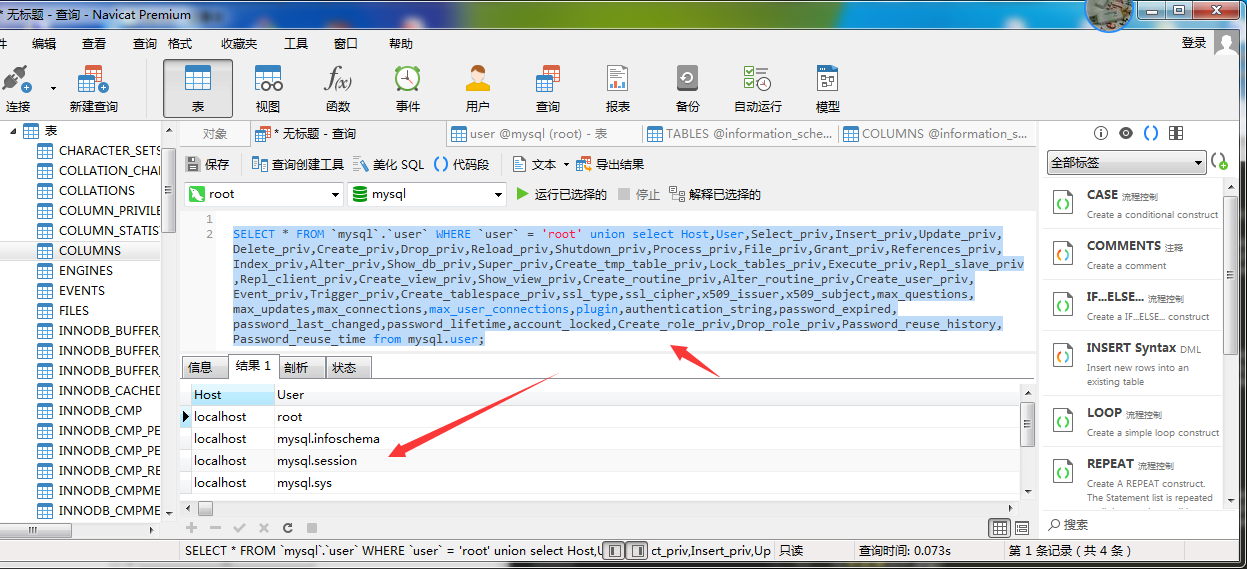 * 无标题 - 查询 - Navicat Premium
件 编辑 查看 查询 格式 收藏夹 工具 窗口 帮助 登录
连接 新建查询 表 视图 函数 事件 用户 查询 报表 备份 自动运行 模型
f(x)
表
CHARACTER_SETS
COLLATION_CHA
COLLATIONS
COLUMN_PRIVILE
COLUMN_STATIS
COLUMNS
ENGINES
EVENTS
FILES
INNODB_BUFFER_
INNODB_BUFFER_
INNODB_BUFFER_
INNODB_CACHED
INNODB_CMP
INNODB_CMP_PE
INNODB_CMP_PE
INNODB_CMP_RE
INNODB_CMPME
INNODB_CMPME
对象 * 无标题 - 查询 user @mysql (root) - 表 TABLES @information_sche... COLUMNS @information_s...
保存 查询创建工具 美化 SQL () 代码段 文本 导出结果
root mysql 运行已选择的 停止 解释已选择的
1
2 SELECT * FROM `mysql`.`user` WHERE `user` = 'root' union select Host,User,Select_priv,Insert_priv,Update_priv,
Delete_priv,Create_priv,Drop_priv,Reload_priv,Shutdown_priv,Process_priv,File_priv,Grant_priv,References_priv,
Index_priv,Alter_priv,Show_db_priv,Super_priv,Create_tmp_table_priv,Lock_tables_priv,Execute_priv,Repl_slave_priv
,Repl_client_priv,Create_view_priv,Show_view_priv,Create_routine_priv,Alter_routine_priv,Create_user_priv,
Event_priv,Trigger_priv,Create_tablespace_priv,ssl_type,ssl_cipher,x509_issuer,x509_subject,max_questions,
max_updates,max_connections,max_user_connections,plugin,authentication_string,password_expired,
password_last_changed,password_lifetime,account_locked,Create_role_priv,Drop_role_priv,Password_reuse_history,
Password_reuse_time from mysql.user;
信息 结果 1 剖析 状态
Host User
localhost root
localhost mysql.infoschema
localhost mysql.session
localhost mysql.sys
SELECT * FROM `mysql`.`user` WHERE `user` = 'root' union select Host,U ct_priv,Insert_priv,Up 只读 查询时间: 0.073s 第 1 条记录 ( 共 4 条 )
全部标签
CASE 流程控制
Create a conditional construct
COMMENTS 注释
Create a comment
IF...ELSE... 流程控制
Create a IF...ELSE... construct
INSERT Syntax DML
Insert new rows into an
existing table
LOOP 流程控制
Create a simple loop construct
REPEAT 流程控制
Create A REPEAT construct.
The Statement list is repeated
搜索